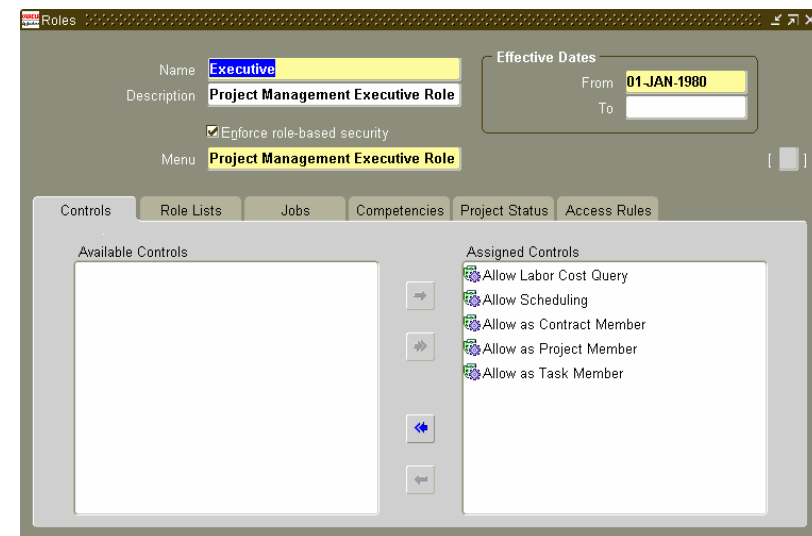 Roles
Effective Dates
Name Executive
From 01-JAN-1980
Description Project Management Executive Role
To
Enforce role-based security
Menu Project Management Executive Role
[ ]
Controls Role Lists Jobs Competencies Project Status Access Rules
Available Controls Assigned Controls
Allow Labor Cost Query
Allow Scheduling
Allow as Contract Member
Allow as Project Member
Allow as Task Member